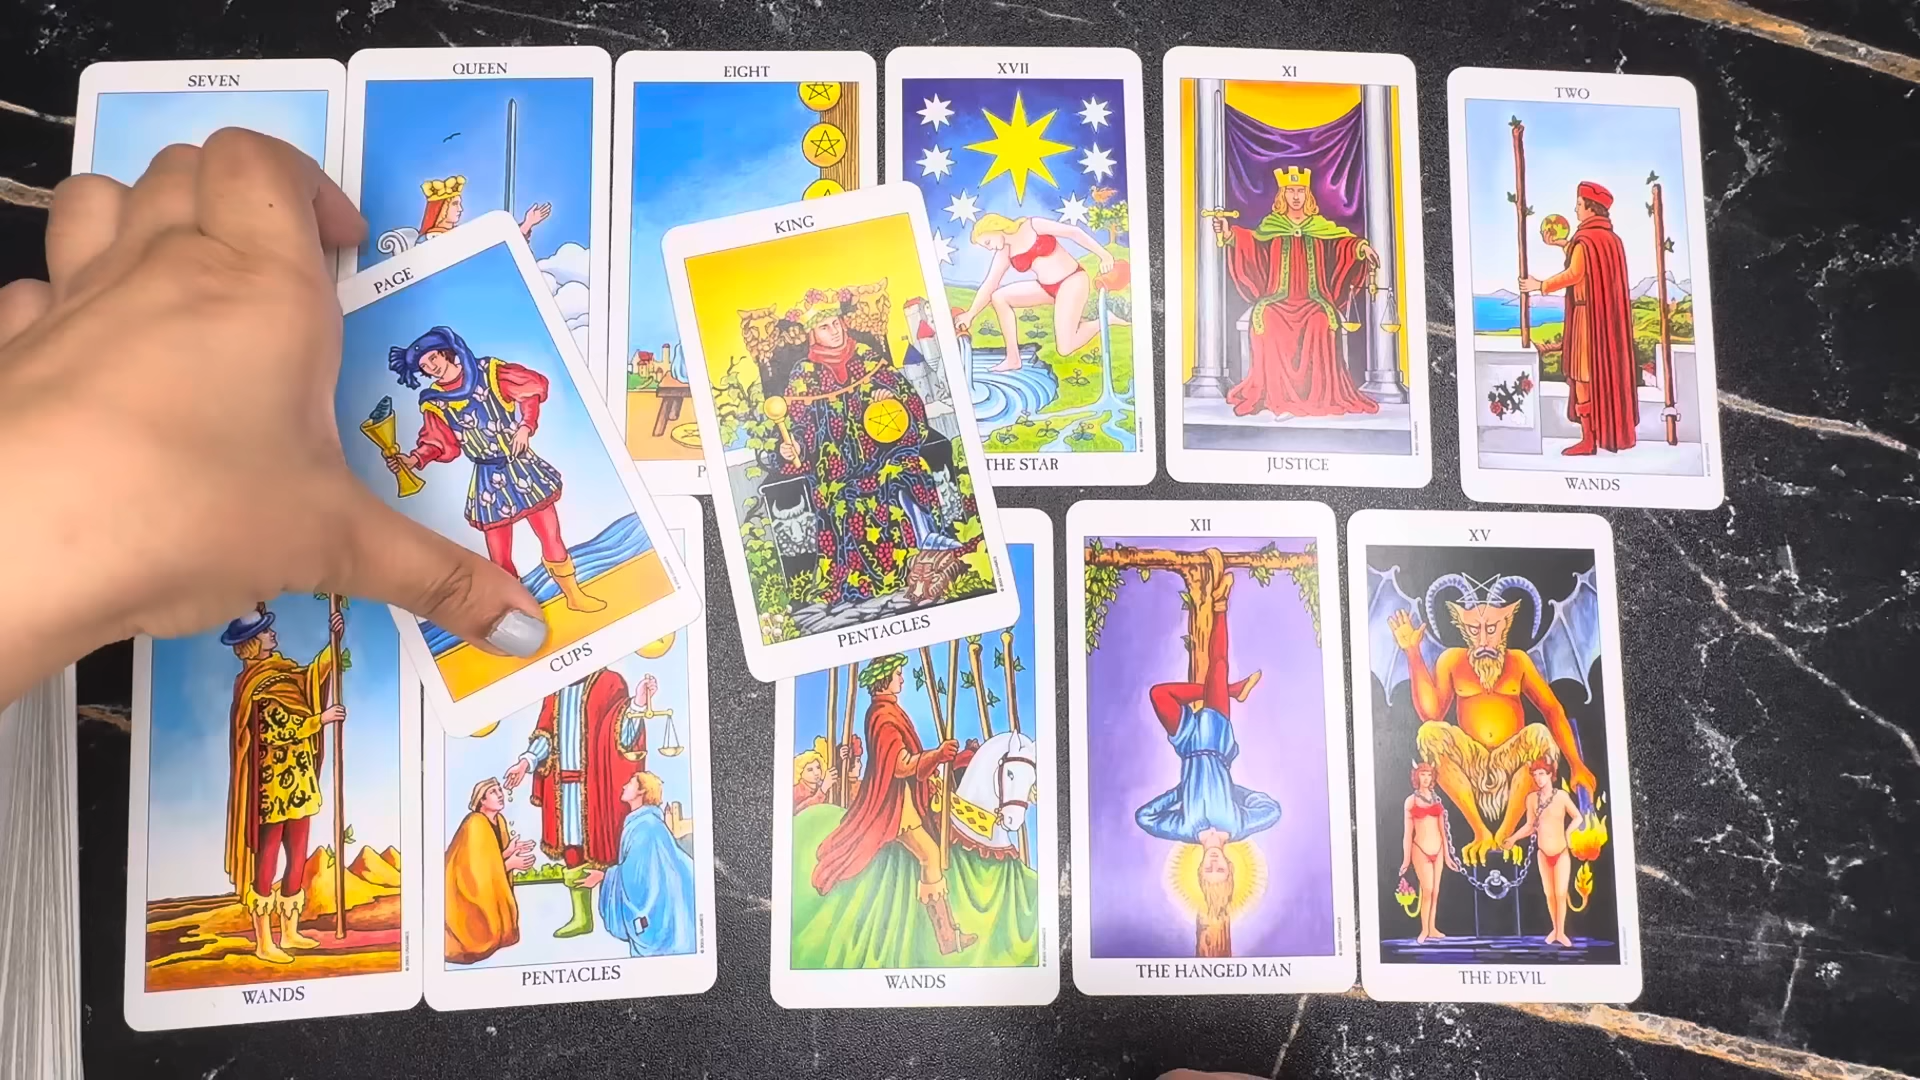 SEVEN
QUEEN
EIGHT
XVII
XI
TWO
PAGE
KING
THE STAR
JUSTICE
WANDS
CUPS
PENTACLES
XII
XV
WANDS
PENTACLES
WANDS
THE HANGED MAN
THE DEVIL